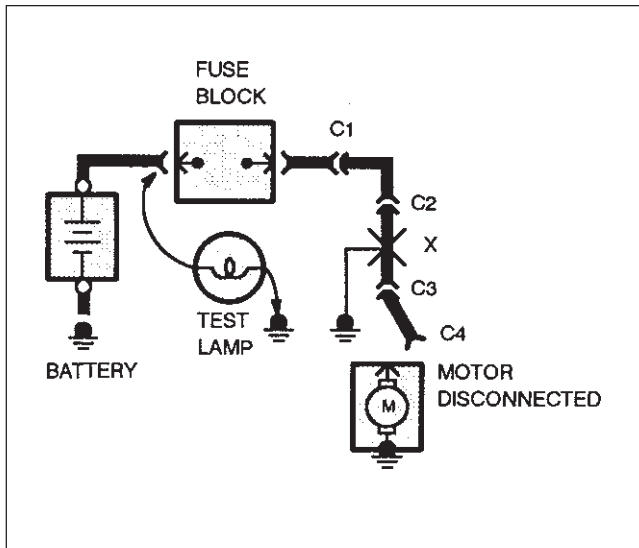 FUSE
BLOCK
C1
C2
X
C3
C4
TEST
LAMP
BATTERY
MOTOR
DISCONNECTED
M